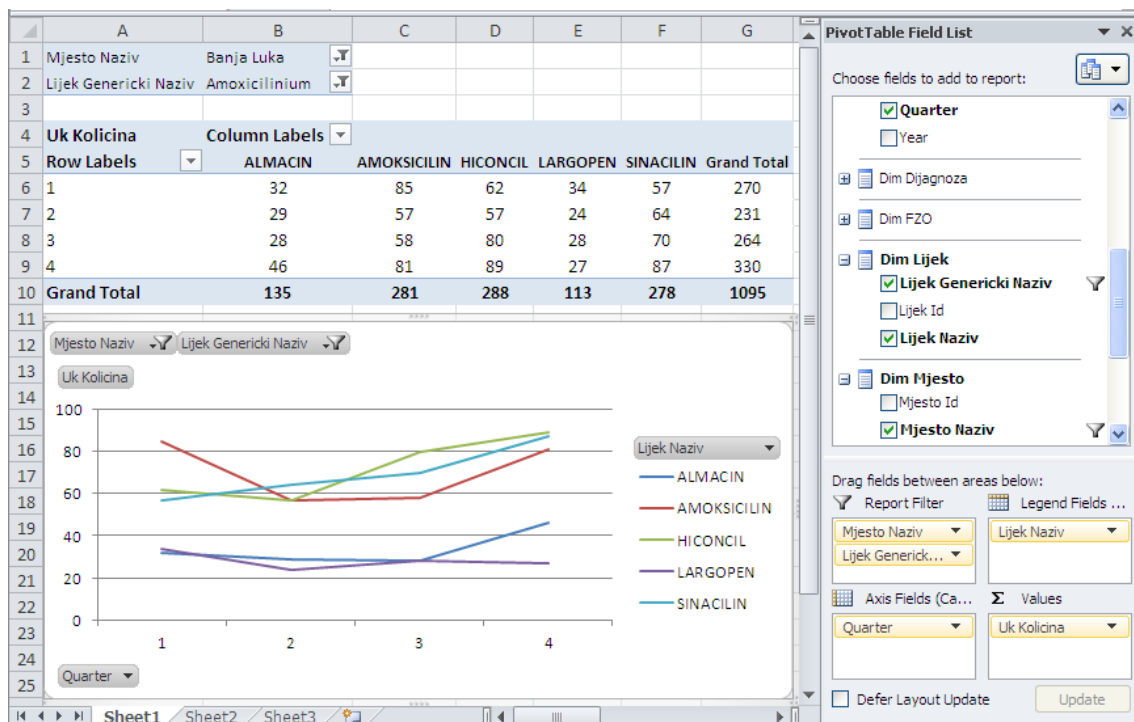 A B C D E F G
1 Mjesto Naziv Banja Luka
2 Lijek Genericki Naziv Amoxicilinium
3
4 Uk Kolicina Column Labels
5 Row Labels ALMACIN AMOKSICILIN HICONCIL LARGOPEN SINACILIN Grand Total
6 1 32 85 62 34 57 270
7 2 29 57 57 24 64 231
8 3 28 58 80 28 70 264
9 4 46 81 89 27 87 330
10 Grand Total 135 281 288 113 278 1095
11
12
13
14
15
16
17
18
19
20
21
22
23
24
25
Mjesto Naziv Lijek Genericki Naziv
Uk Kolicina
100
80
60
40
20
0
1 2 3 4
Quarter
Lijek Naziv
ALMACIN
AMOKSICILIN
HICONCIL
LARGOPEN
SINACILIN
Sheet1 Sheet2 Sheet3
PivotTable Field List
Choose fields to add to report:
Quarter
Year
Dim Dijagnoza
Dim FZO
Dim Lijek
Lijek Genericki Naziv
Lijek Id
Lijek Naziv
Dim Mjesto
Mjesto Id
Mjesto Naziv
Drag fields between areas below:
Report Filter Legend Fields ...
Mjesto Naziv Lijek Naziv
Lijek Generick...
Axis Fields (Ca... Σ Values
Quarter Uk Kolicina
Defer Layout Update Update